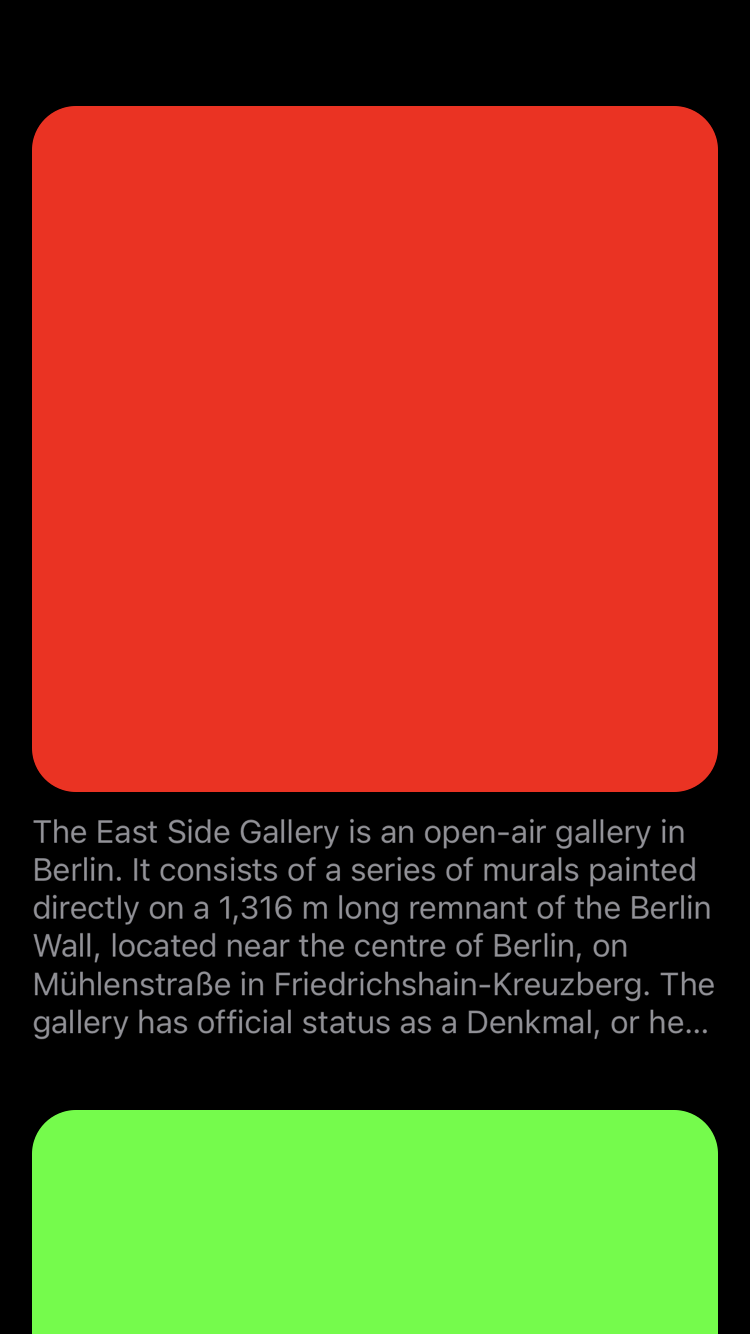 The East Side Gallery is an open-air gallery in
Berlin. It consists of a series of murals painted
directly on a 1,316 m long remnant of the Berlin
Wall, located near the centre of Berlin, on
Mühlenstraße in Friedrichshain-Kreuzberg. The
gallery has official status as a Denkmal, or he...